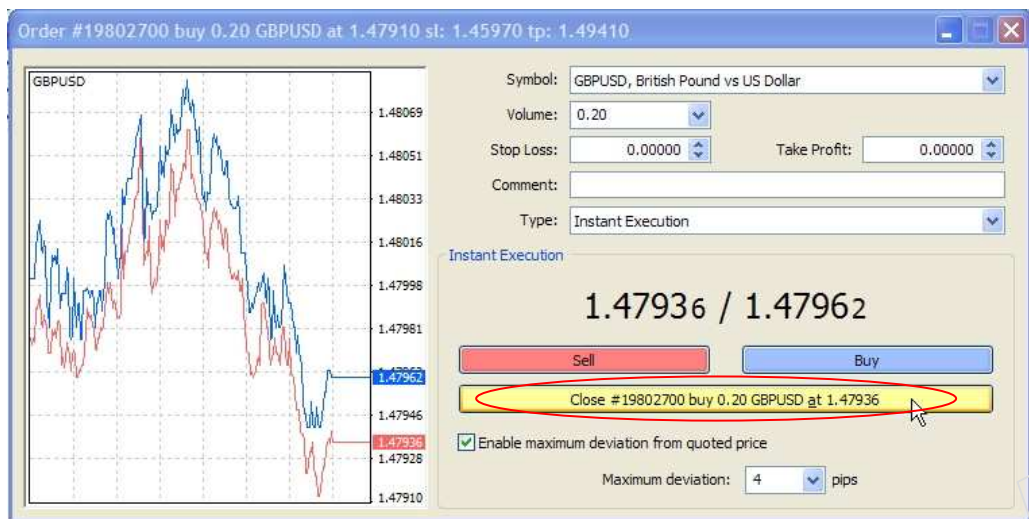 Order #19802700 buy 0.20 GBPUSD at 1.47910 sl: 1.45970 tp: 1.49410
GBPUSD
1.48069
1.48051
1.48033
1.48016
1.47998
1.47981
1.47962
1.47946
1.47936
1.47928
1.47910
Symbol: GBPUSD, British Pound vs US Dollar
Volume: 0.20
Stop Loss: 0.00000 Take Profit: 0.00000
Comment:
Type: Instant Execution
Instant Execution
1.47936 / 1.47962
Sell Buy
Close #19802700 buy 0.20 GBPUSD at 1.47936
Enable maximum deviation from quoted price
Maximum deviation: 4 pips